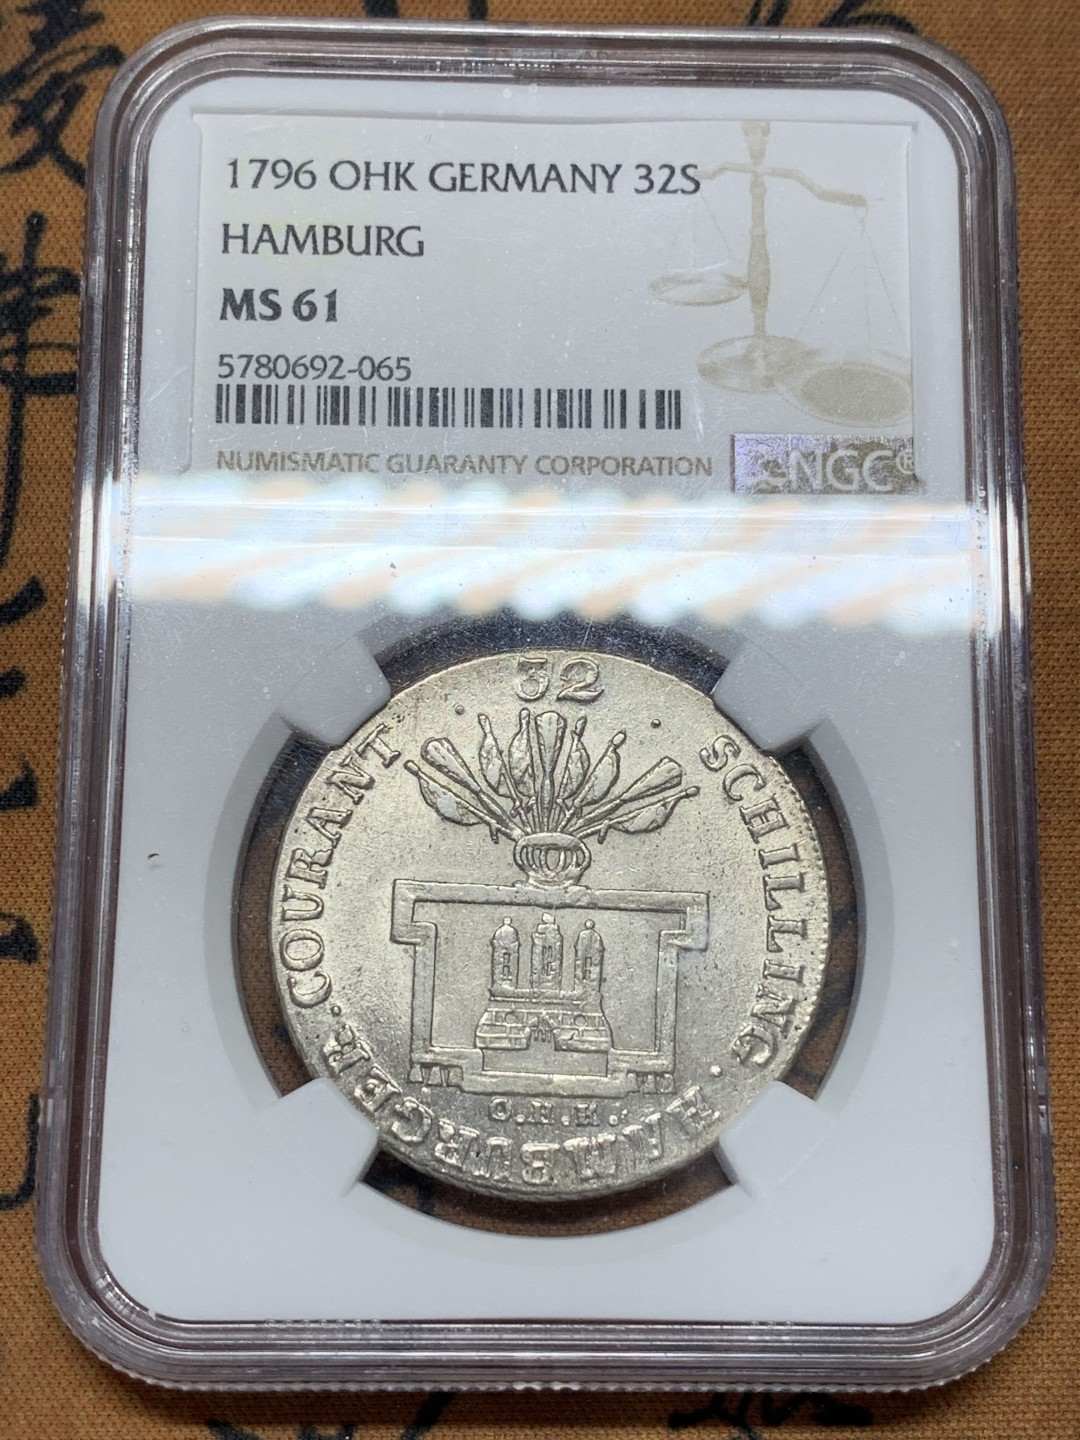 1796 OHK GERMANY 32S
HAMBURG
MS 61
5780692-065
NUMISMATIC GUARANTY CORPORATION
NGC®
32
SCHILLING
HAMBURGER.COURANT
O.H.K.